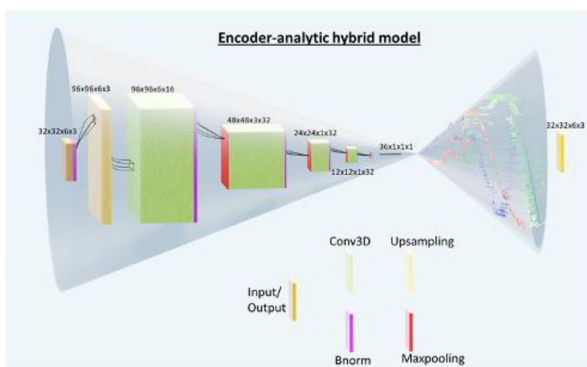 Encoder-analytic hybrid model
96x96x6x3
96x96x6x16
48x48x3x32
24x24x1x32
36x1x1x1
32x32x6x3
32x32x6x3
12x12x1x32
Conv3D
Upsampling
Input/
Output
Bnorm
Maxpooling